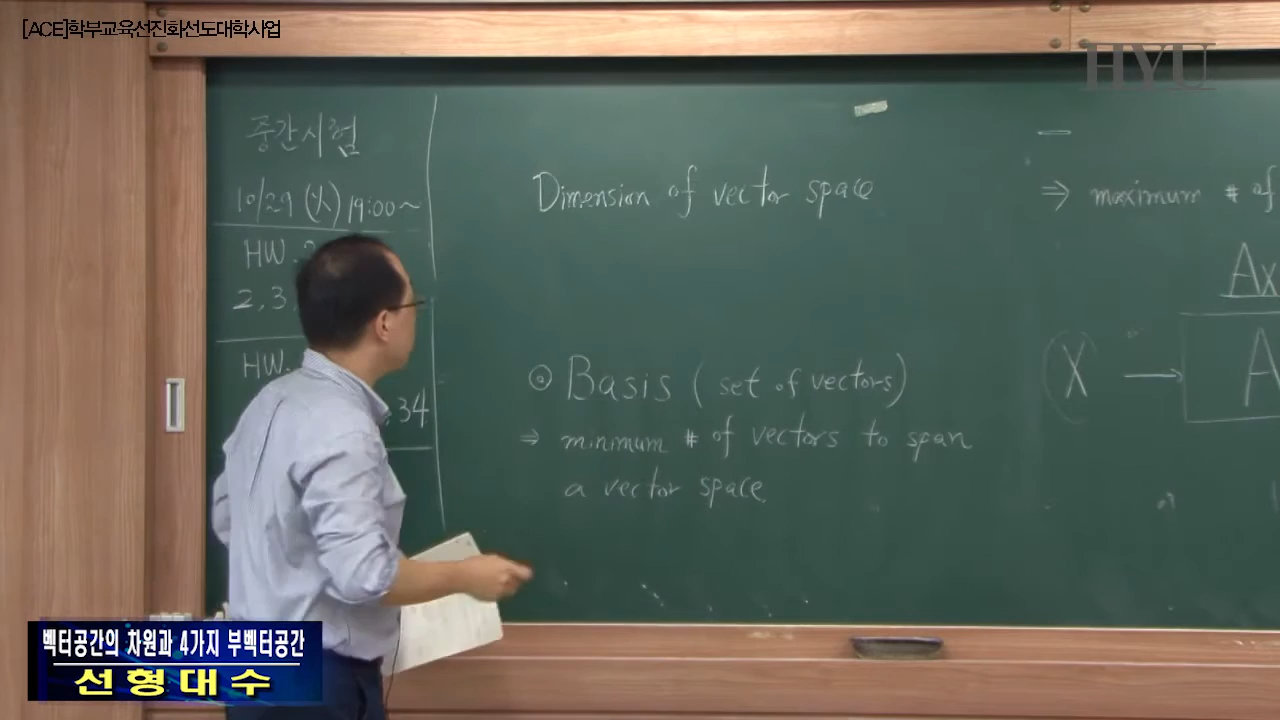 [ACE]학부교육선진화선도대학사업
HYU
중간시험
10/29 (火) 19:00~
HW.
2,3
HW.
34
Dimension of vector space
⊙ Basis (set of vectors)
⇒ minimum # of vectors to span
a vector space
⇒ maximum # of
Ax
X → A
벡터공간의 차원과 4가지 부벡터공간
선형대수